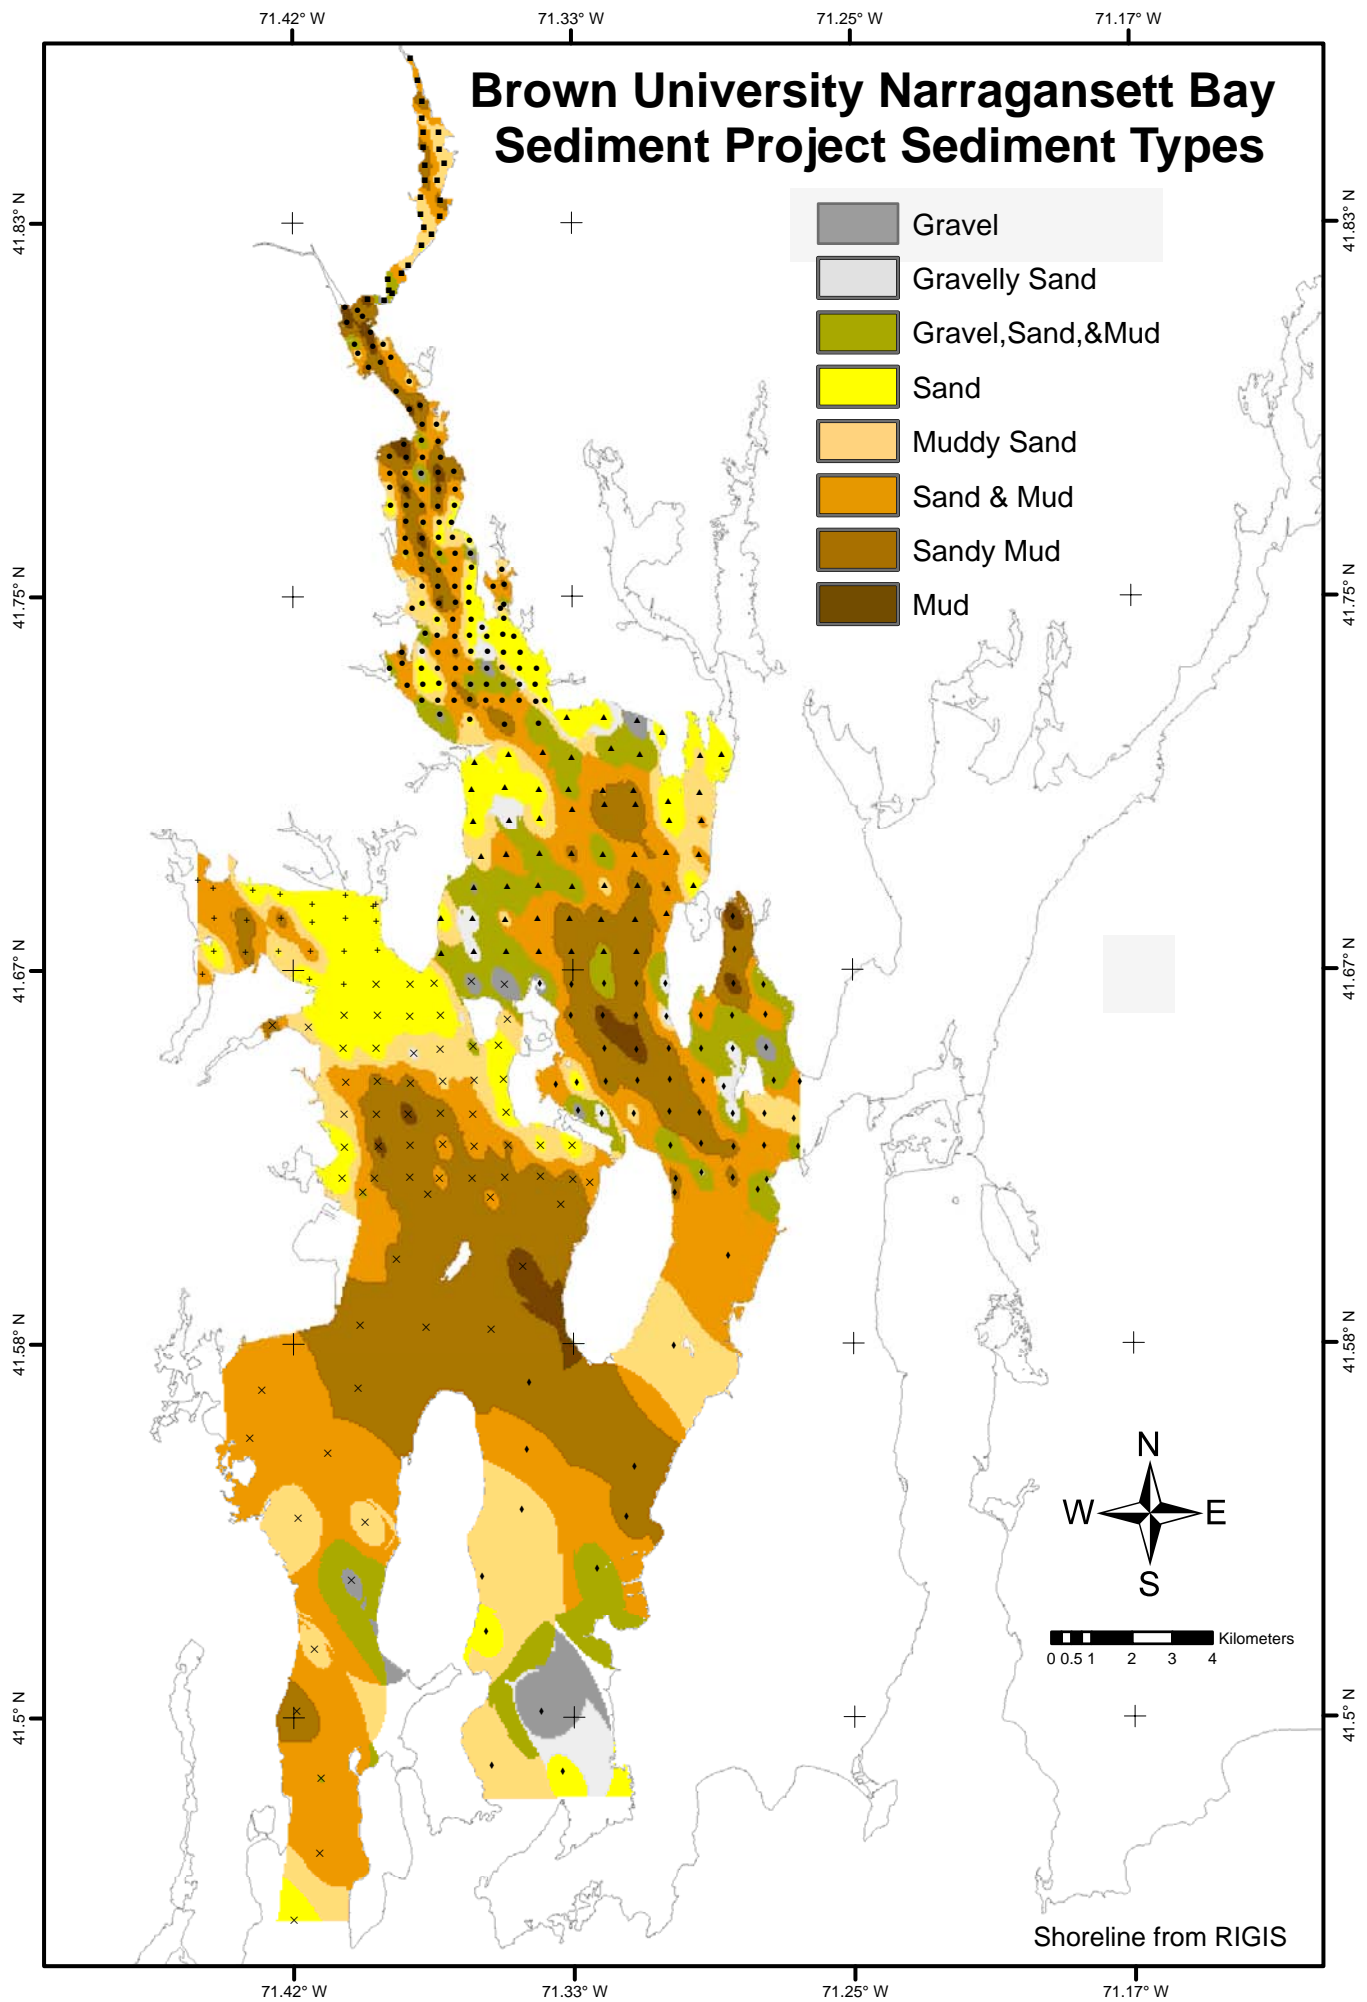 71.42° W 71.33° W 71.25° W 71.17° W
Brown University Narragansett Bay
Sediment Project Sediment Types
41.83° N 41.83° N
Gravel
Gravelly Sand
Gravel,Sand,&Mud
Sand
Muddy Sand
Sand & Mud
Sandy Mud
Mud
41.75° N 41.75° N
41.67° N 41.67° N
41.58° N 41.58° N
N
W E
S
Kilometers
0 0.5 1 2 3 4
41.5° N 41.5° N
Shoreline from RIGIS
71.42° W 71.33° W 71.25° W 71.17° W